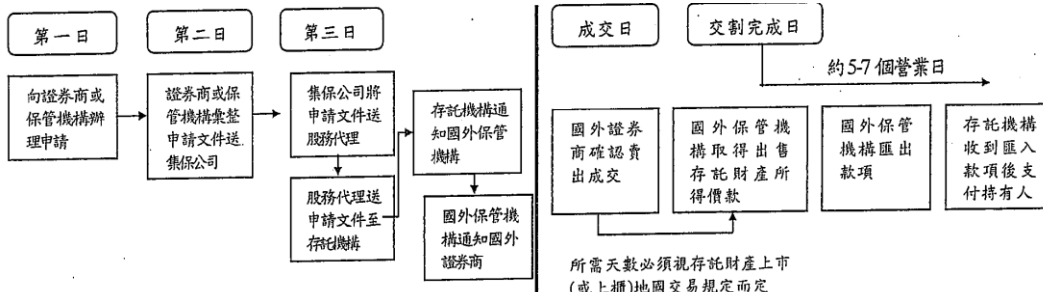 第一日
第二日
第三日
向證券商或
保管機構辦
理申請
證券商或保
管機構彙整
申請文件送
集保公司
集保公司將
申請文件送
股務代理
股務代理送
申請文件至
存託機構
存託機構通
知國外保管
機構
國外保管機
構通知國外
證券商
成交日
交割完成日
約5-7個營業日
國外證券
商確認賣
出成交
國外保管機
構取得出售
存託財產所
得價款
國外保管
機構匯出
款項
存託機構
收到匯入
款項後支
付持有人
所需天數必須視存託財產上市
(或上櫃)地國交易規定而定